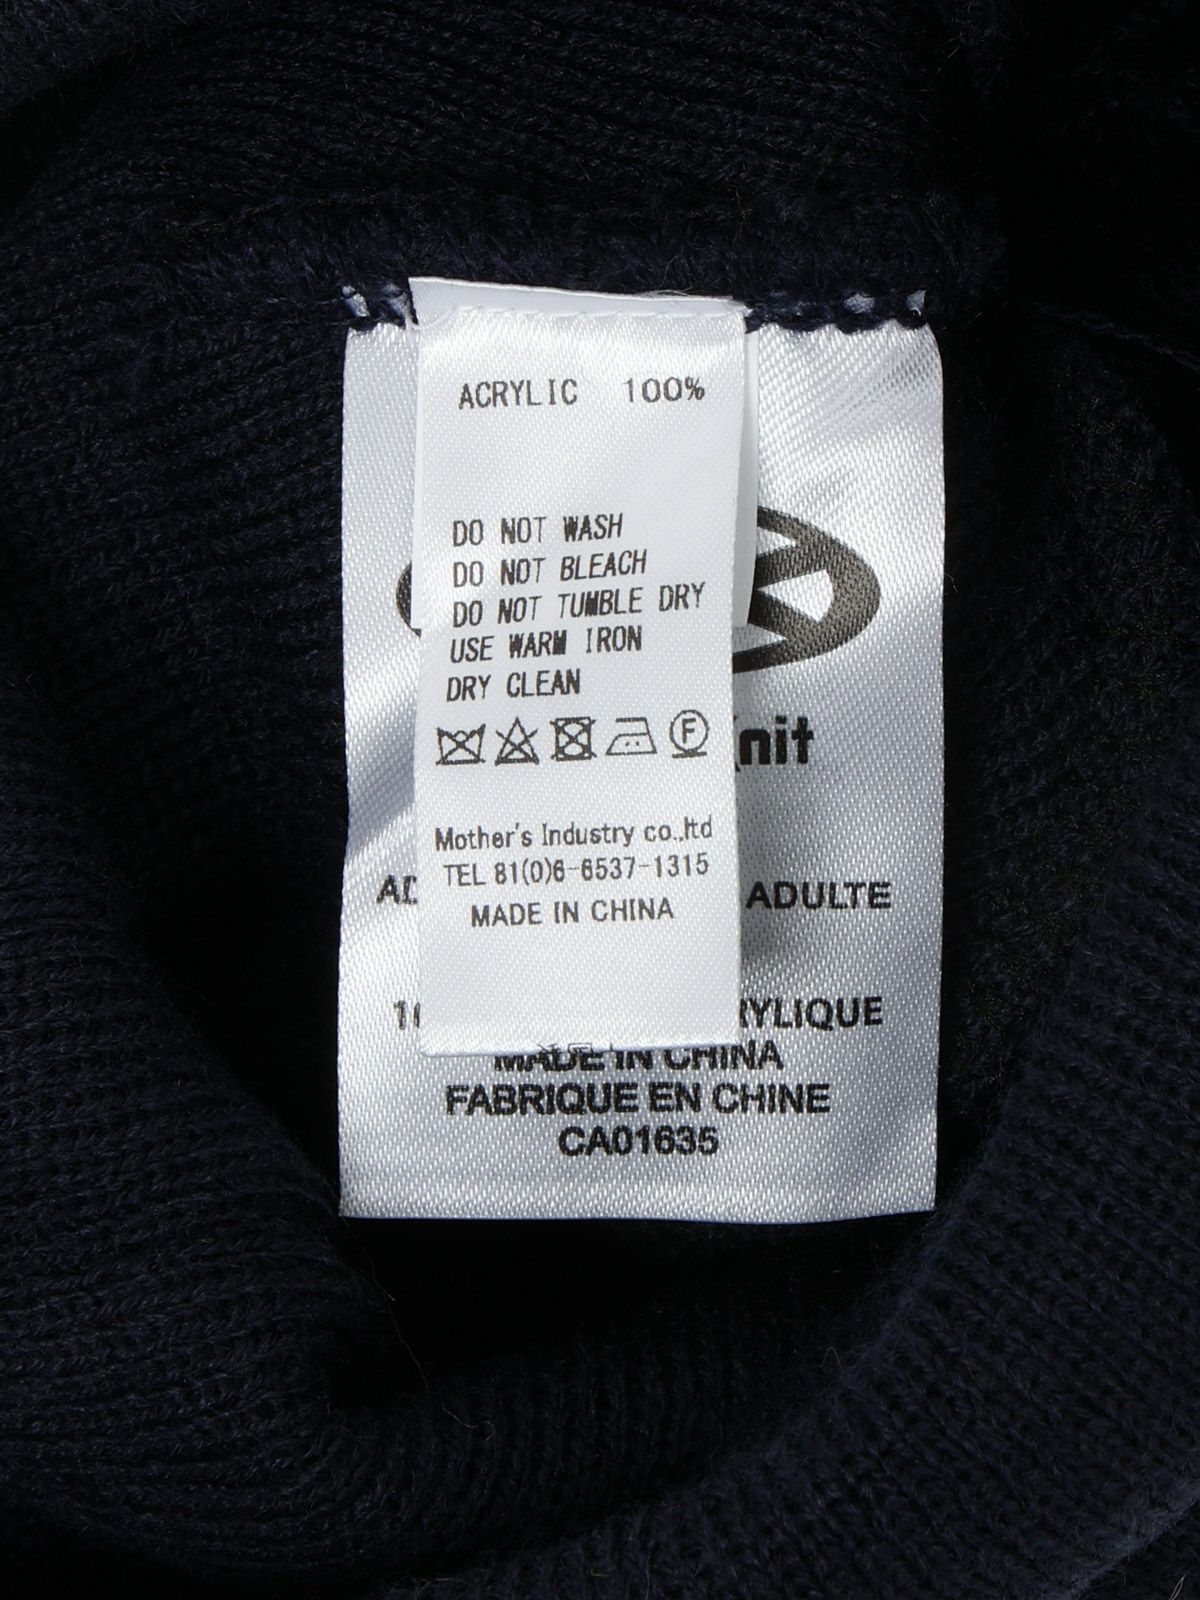 ACRYLIC 100%
DO NOT WASH
DO NOT BLEACH
DO NOT TUMBLE DRY
USE WARM IRON
DRY CLEAN
F
Mother's Industry co.,ltd
TEL 81(0)6-6537-1315
MADE IN CHINA
ADULTE
MADE IN CHINA
FABRIQUE EN CHINE
CA01635